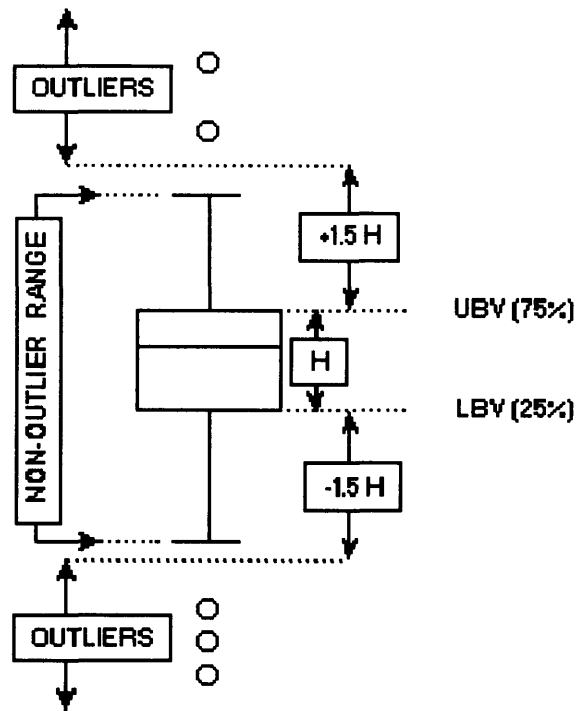 OUTLIERS
+1.5 H
NON-OUTLIER RANGE
UBV (75%)
H
LBV (25%)
-1.5 H
OUTLIERS